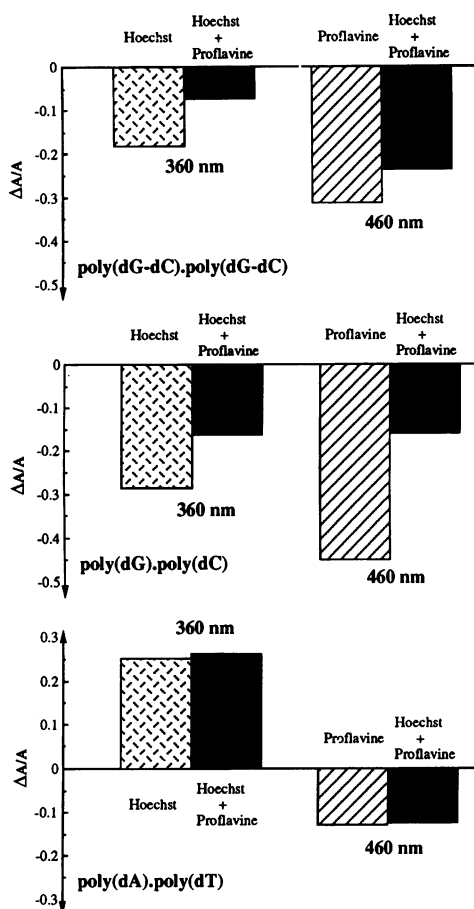 Hoechst
Hoechst
+
Proflavine
Proflavine
Hoechst
+
Proflavine
0
-0.1
-0.2
-0.3
-0.4
-0.5
ΔA/A
360 nm
460 nm
poly(dG-dC).poly(dG-dC)
Hoechst
Hoechst
+
Proflavine
Proflavine
Hoechst
+
Proflavine
0
-0.1
-0.2
-0.3
-0.4
-0.5
ΔA/A
360 nm
460 nm
poly(dG).poly(dC)
360 nm
0.3
0.2
0.1
0
-0.1
-0.2
-0.3
ΔA/A
Proflavine
Hoechst
+
Proflavine
Hoechst
Hoechst
+
Proflavine
460 nm
poly(dA).poly(dT)